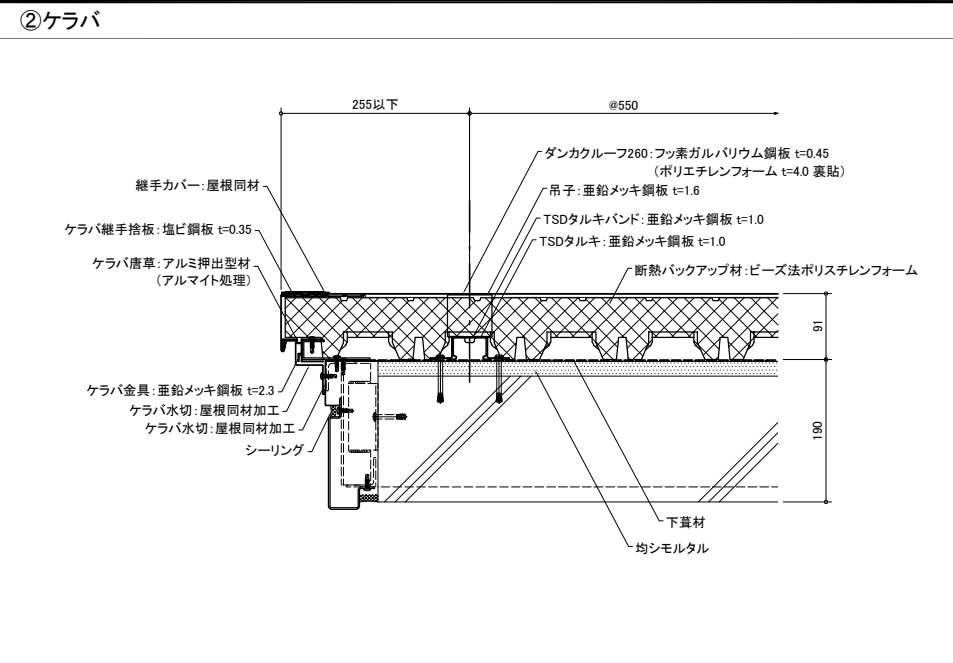 ②ケラバ
255以下
@550
ダンカクルーフ260：フッ素ガルバリウム鋼板 t=0.45
（ポリエチレンフォーム t=4.0 裏貼）
継手カバー：屋根同材
吊子：亜鉛メッキ鋼板 t=1.6
ケラバ継手捨板：塩ビ鋼板 t=0.35
TSDタルキバンド：亜鉛メッキ鋼板 t=1.0
TSDタルキ：亜鉛メッキ鋼板 t=1.0
ケラバ唐草：アルミ押出型材
（アルマイト処理）
断熱バックアップ材：ビーズ法ポリスチレンフォーム
91
ケラバ金具：亜鉛メッキ鋼板 t=2.3
ケラバ水切：屋根同材加工
ケラバ水切：屋根同材加工
シーリング
190
下葺材
均シモルタル